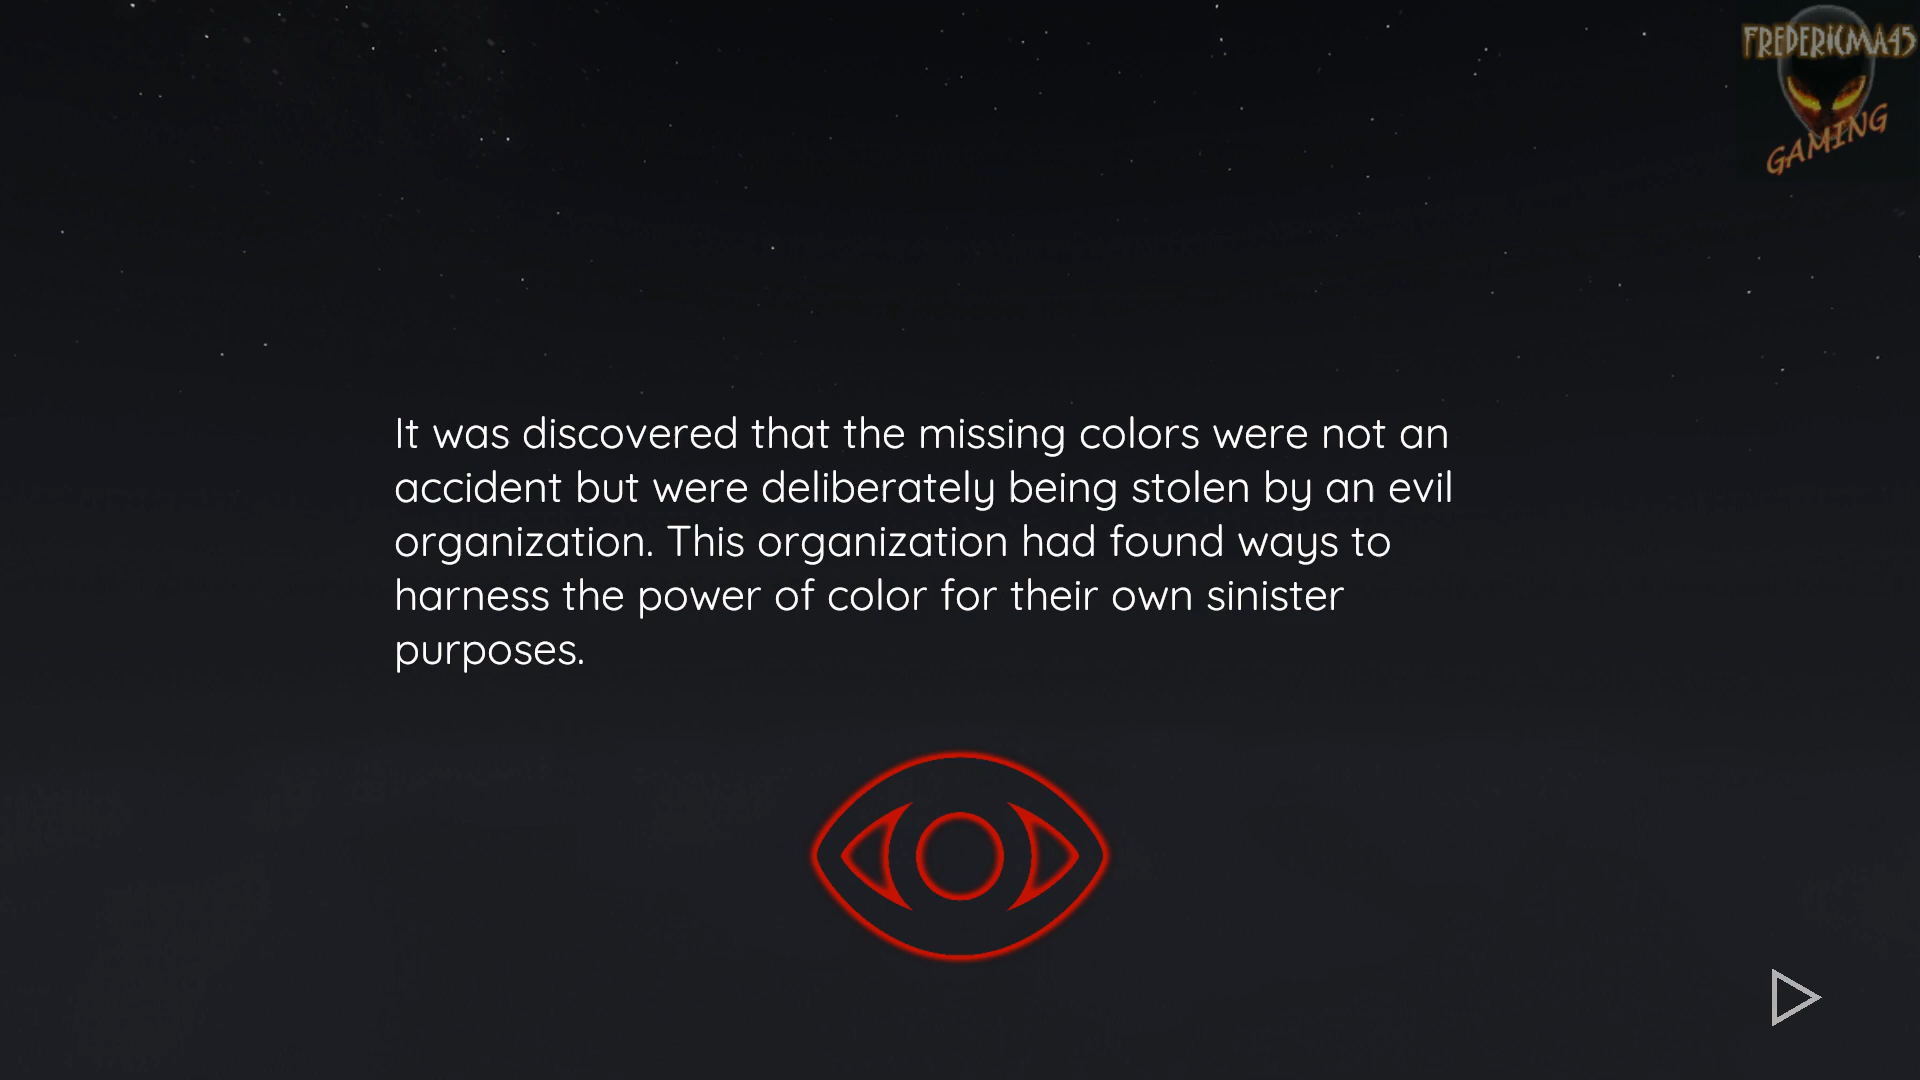 FREDERICMA45
GAMING
It was discovered that the missing colors were not an
accident but were deliberately being stolen by an evil
organization. This organization had found ways to
harness the power of color for their own sinister
purposes.